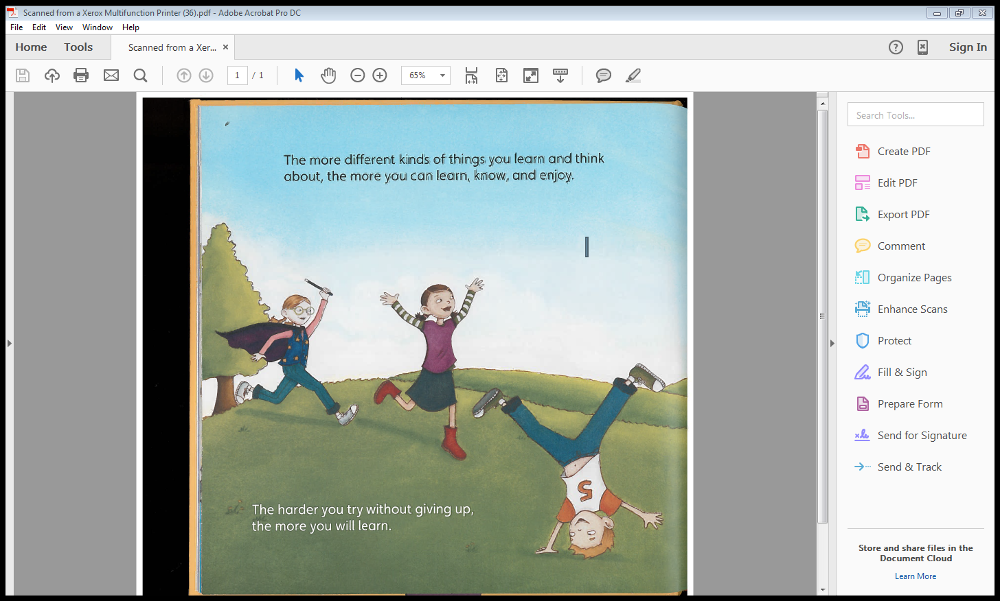 Scanned from a Xerox Multifunction Printer (36).pdf - Adobe Acrobat Pro DC
File Edit View Window Help
Home Tools Scanned from a Xer... × Sign In
1 / 1 65%
Search Tools...
Create PDF
Edit PDF
Export PDF
Comment
Organize Pages
Enhance Scans
Protect
Fill & Sign
Prepare Form
Send for Signature
Send & Track
Store and share files in the
Document Cloud
Learn More
The more different kinds of things you learn and think
about, the more you can learn, know, and enjoy.
5
The harder you try without giving up,
the more you will learn.